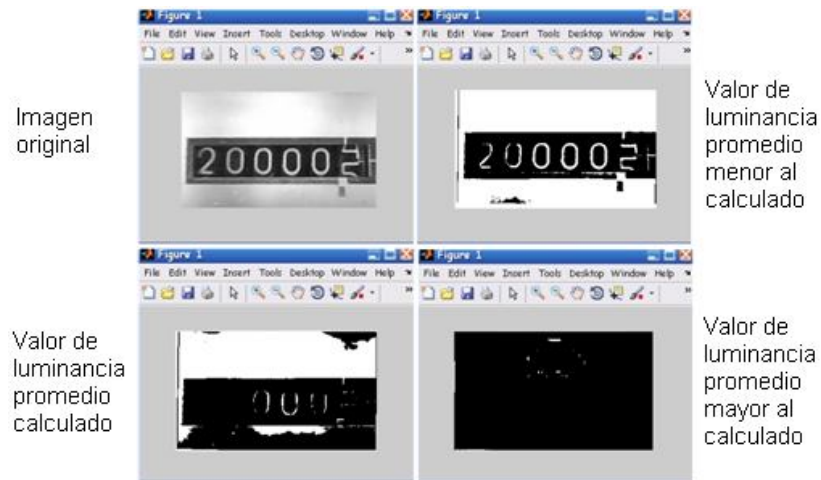 Figure 1
File Edit View Insert Tools Desktop Window Help
Imagen
original
200002H
Figure 1
File Edit View Insert Tools Desktop Window Help
200002H
Valor de
luminancia
promedio
menor al
calculado
Figure 1
File Edit View Insert Tools Desktop Window Help
Valor de
luminancia
promedio
calculado
000
Figure 1
File Edit View Insert Tools Desktop Window Help
Valor de
luminancia
promedio
mayor al
calculado